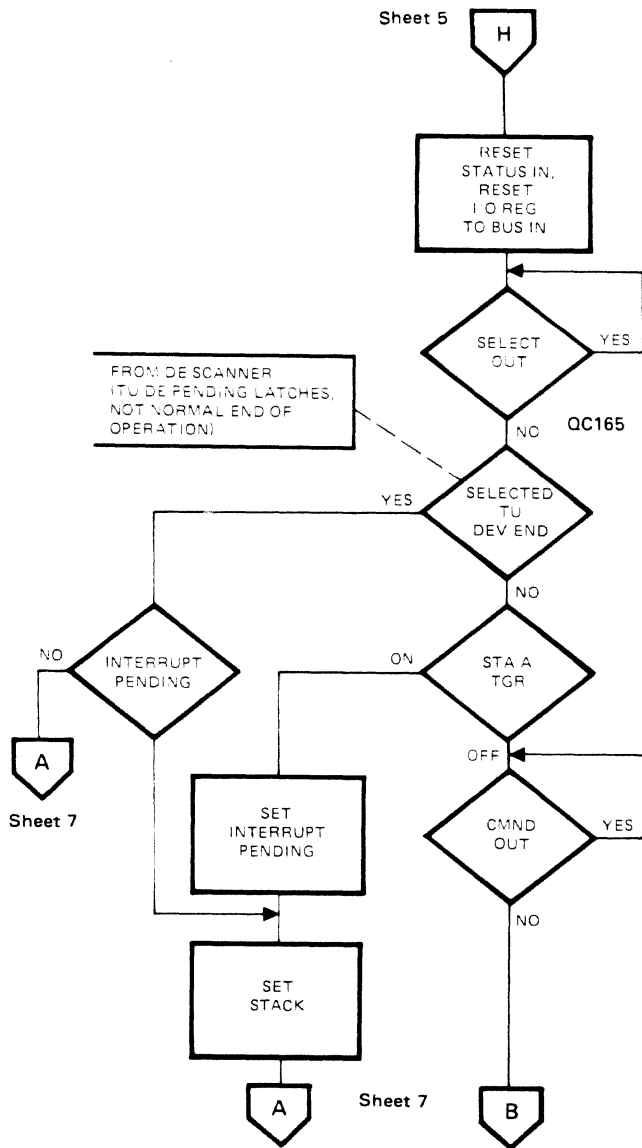 Sheet 5
H
RESET
STATUS IN,
RESET
I O REG
TO BUS IN
SELECT
OUT
YES
NO
QC165
FROM DE SCANNER
(TU DE PENDING LATCHES,
NOT NORMAL END OF
OPERATION)
SELECTED
TU
DEV END
YES
NO
INTERRUPT
PENDING
NO
A
Sheet 7
STA A
TGR
ON
OFF
SET
INTERRUPT
PENDING
CMND
OUT
YES
NO
SET
STACK
A
Sheet 7
B